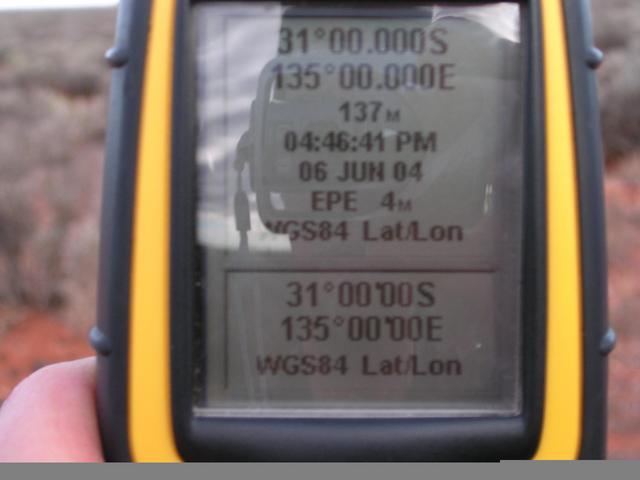 31°00.000S
135°00.000E
137M
04:46:41 PM
06 JUN 04
EPE 4M
WGS84 Lat/Lon
31°00'00S
135°00'00E
WGS84 Lat/Lon